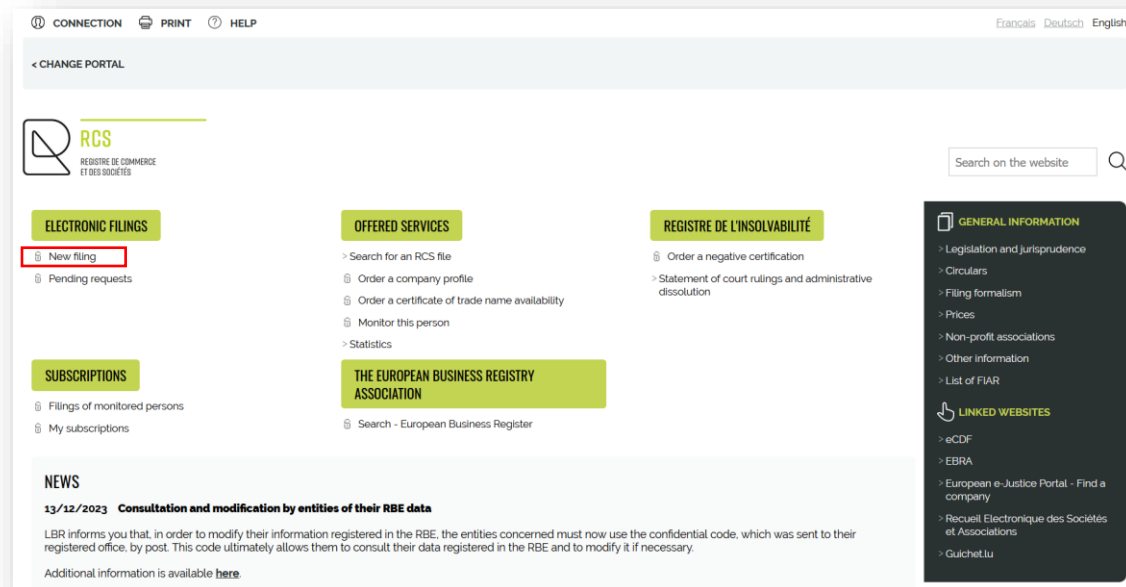 CONNECTION PRINT HELP
Français Deutsch English
< CHANGE PORTAL
RCS
REGISTRE DE COMMERCE
ET DES SOCIÉTÉS
Search on the website
ELECTRONIC FILINGS
New filing
Pending requests
OFFERED SERVICES
> Search for an RCS file
Order a company profile
Order a certificate of trade name availability
Monitor this person
> Statistics
REGISTRE DE L'INSOLVABILITÉ
Order a negative certification
> Statement of court rulings and administrative
dissolution
SUBSCRIPTIONS
Filings of monitored persons
My subscriptions
THE EUROPEAN BUSINESS REGISTRY
ASSOCIATION
Search - European Business Register
GENERAL INFORMATION
> Legislation and jurisprudence
> Circulars
> Filing formalism
> Prices
> Non-profit associations
> Other information
> List of FIAR
LINKED WEBSITES
> eCDF
> EBRA
> European e-Justice Portal - Find a
company
> Recueil Electronique des Sociétés
et Associations
> Guichet.lu
NEWS
13/12/2023 Consultation and modification by entities of their RBE data
LBR informs you that, in order to modify their information registered in the RBE, the entities concerned must now use the confidential code, which was sent to their
registered office, by post. This code ultimately allows them to consult their data registered in the RBE and to modify it if necessary.
Additional information is available here.